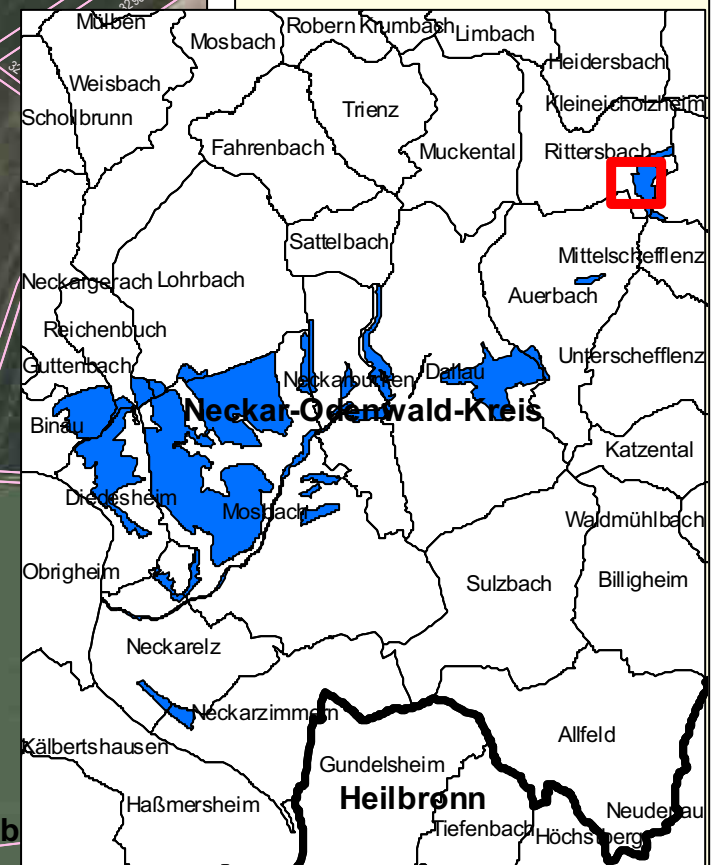 Mülben
Mosbach
Robern
Krumbach
Limbach
Heidersbach
Weisbach
Trienz
Kleineicholzheim
Schollbrunn
Fahrenbach
Muckental
Rittersbach
Sattelbach
Mittelschefflenz
Neckargerach
Lohrbach
Auerbach
Reichenbuch
Unterschefflenz
Guttenbach
Neckarburken
Dallau
Neckar-Odenwald-Kreis
Binau
Katzental
Diedesheim
Mosbach
Waldmühlbach
Obrigheim
Sulzbach
Billigheim
Neckarelz
Neckarzimmern
Allfeld
Kälbertshausen
Gundelsheim
Haßmersheim
Heilbronn
Neudenau
Tiefenbach
Höchstberg
b